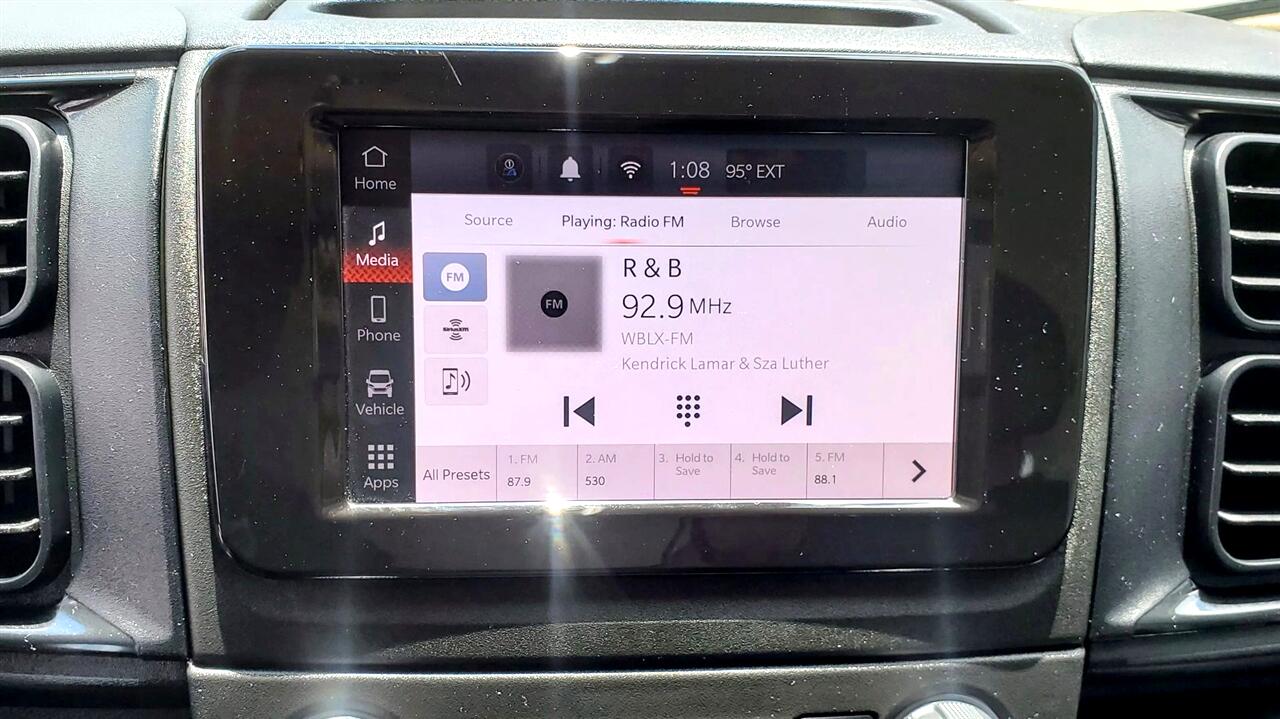 Home
1:08 95° EXT
Source Playing: Radio FM Browse Audio
Media
FM
FM
R & B
92.9 MHz
SiriusXM
WBLX-FM
Kendrick Lamar & Sza Luther
Phone
Vehicle
Apps
All Presets
1. FM
87.9
2. AM
530
3. Hold to
Save
4. Hold to
Save
5. FM
88.1